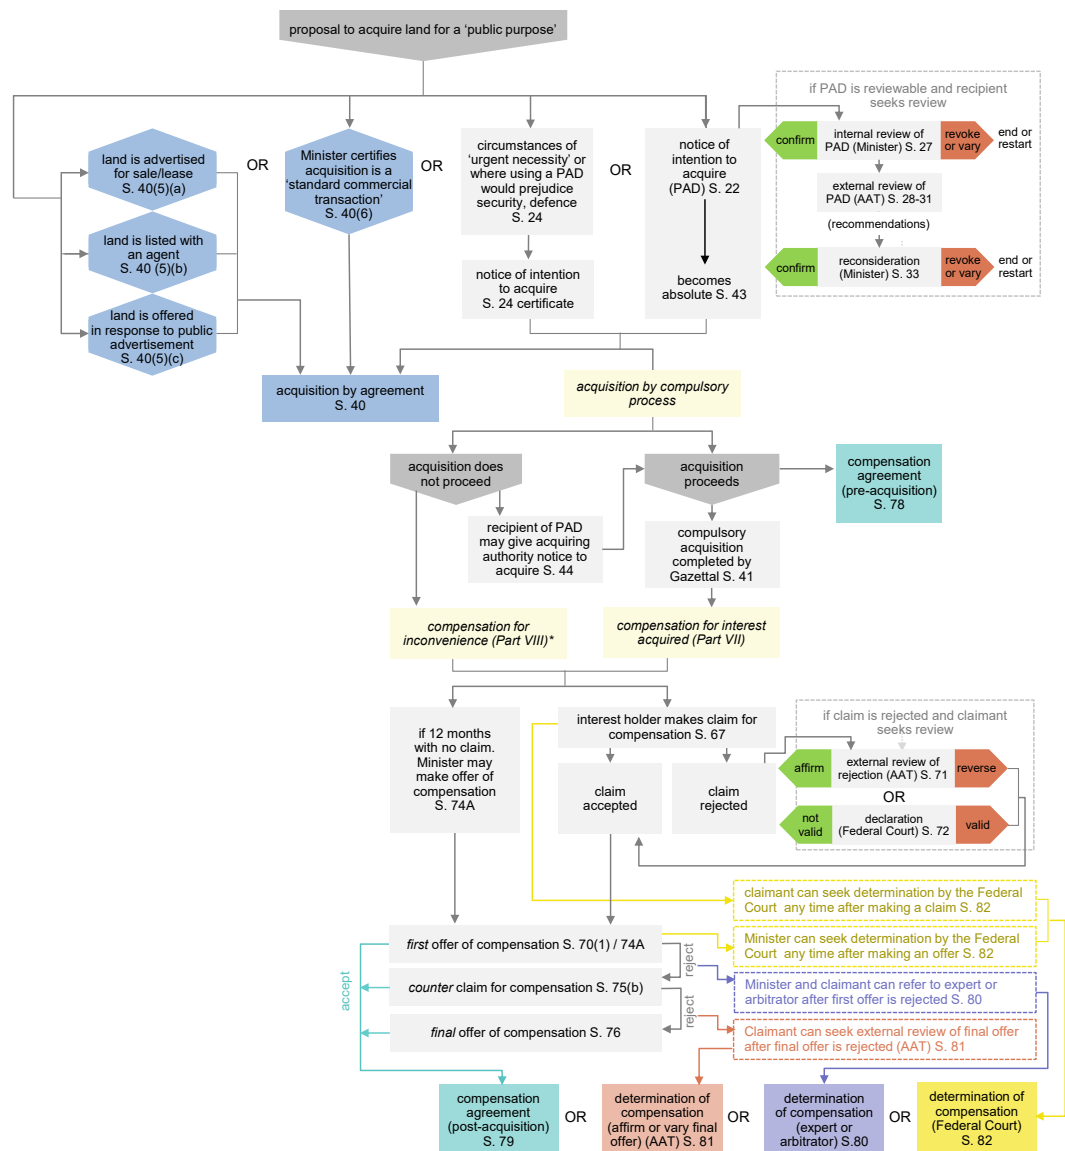 proposal to acquire land for a ‘public purpose’
land is advertised
for sale/lease
S. 40(5)(a)
OR
Minister certifies
acquisition is a
‘standard commercial
transaction’
S. 40(6)
OR
circumstances of
‘urgent necessity’ or
where using a PAD
would prejudice
security, defence
S. 24
OR
notice of
intention to
acquire
(PAD) S. 22
if PAD is reviewable and recipient
seeks review
confirm
internal review of
PAD (Minister) S. 27
revoke
or vary
end or
restart
external review of
PAD (AAT) S. 28-31
(recommendations)
confirm
reconsideration
(Minister) S. 33
revoke
or vary
end or
restart
land is listed with
an agent
S. 40 (5)(b)
notice of intention
to acquire
S. 24 certificate
becomes
absolute S. 43
land is offered
in response to public
advertisement
S. 40(5)(c)
acquisition by agreement
S. 40
acquisition by compulsory
process
acquisition does
not proceed
acquisition
proceeds
compensation
agreement
(pre-acquisition)
S. 78
recipient of PAD
may give acquiring
authority notice to
acquire S. 44
compulsory
acquisition
completed by
Gazettal S. 41
compensation for
inconvenience (Part VIII)*
compensation for interest
acquired (Part VII)
if 12 months
with no claim.
Minister may
make offer of
compensation
S. 74A
interest holder makes claim for
compensation S. 67
claim
accepted
claim
rejected
if claim is rejected and claimant
seeks review
affirm
external review of
rejection (AAT) S. 71
reverse
OR
not
valid
declaration
(Federal Court) S. 72
valid
claimant can seek determination by the Federal
Court any time after making a claim S. 82
first offer of compensation S. 70(1) / 74A
Minister can seek determination by the Federal
Court any time after making an offer S. 82
reject
accept
counter claim for compensation S. 75(b)
Minister and claimant can refer to expert or
arbitrator after first offer is rejected S. 80
reject
final offer of compensation S. 76
Claimant can seek external review of final offer
after final offer is rejected (AAT) S. 81
compensation
agreement
(post-acquisition)
S. 79
OR
determination of
compensation
(affirm or vary final
offer) (AAT) S. 81
OR
determination
of compensation
(expert or
arbitrator) S.80
OR
determination of
compensation
(Federal Court)
S. 82